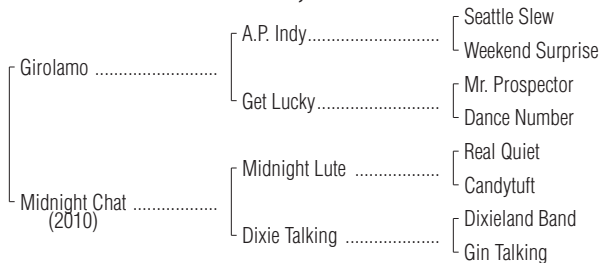 Seattle Slew
A.P. Indy..............................
Weekend Surprise
Girolamo ..........................
Mr. Prospector
Get Lucky..........................
Dance Number
Real Quiet
Midnight Lute ..................
Candytuft
Midnight Chat ..................
(2010)
Dixieland Band
Dixie Talking ....................
Gin Talking